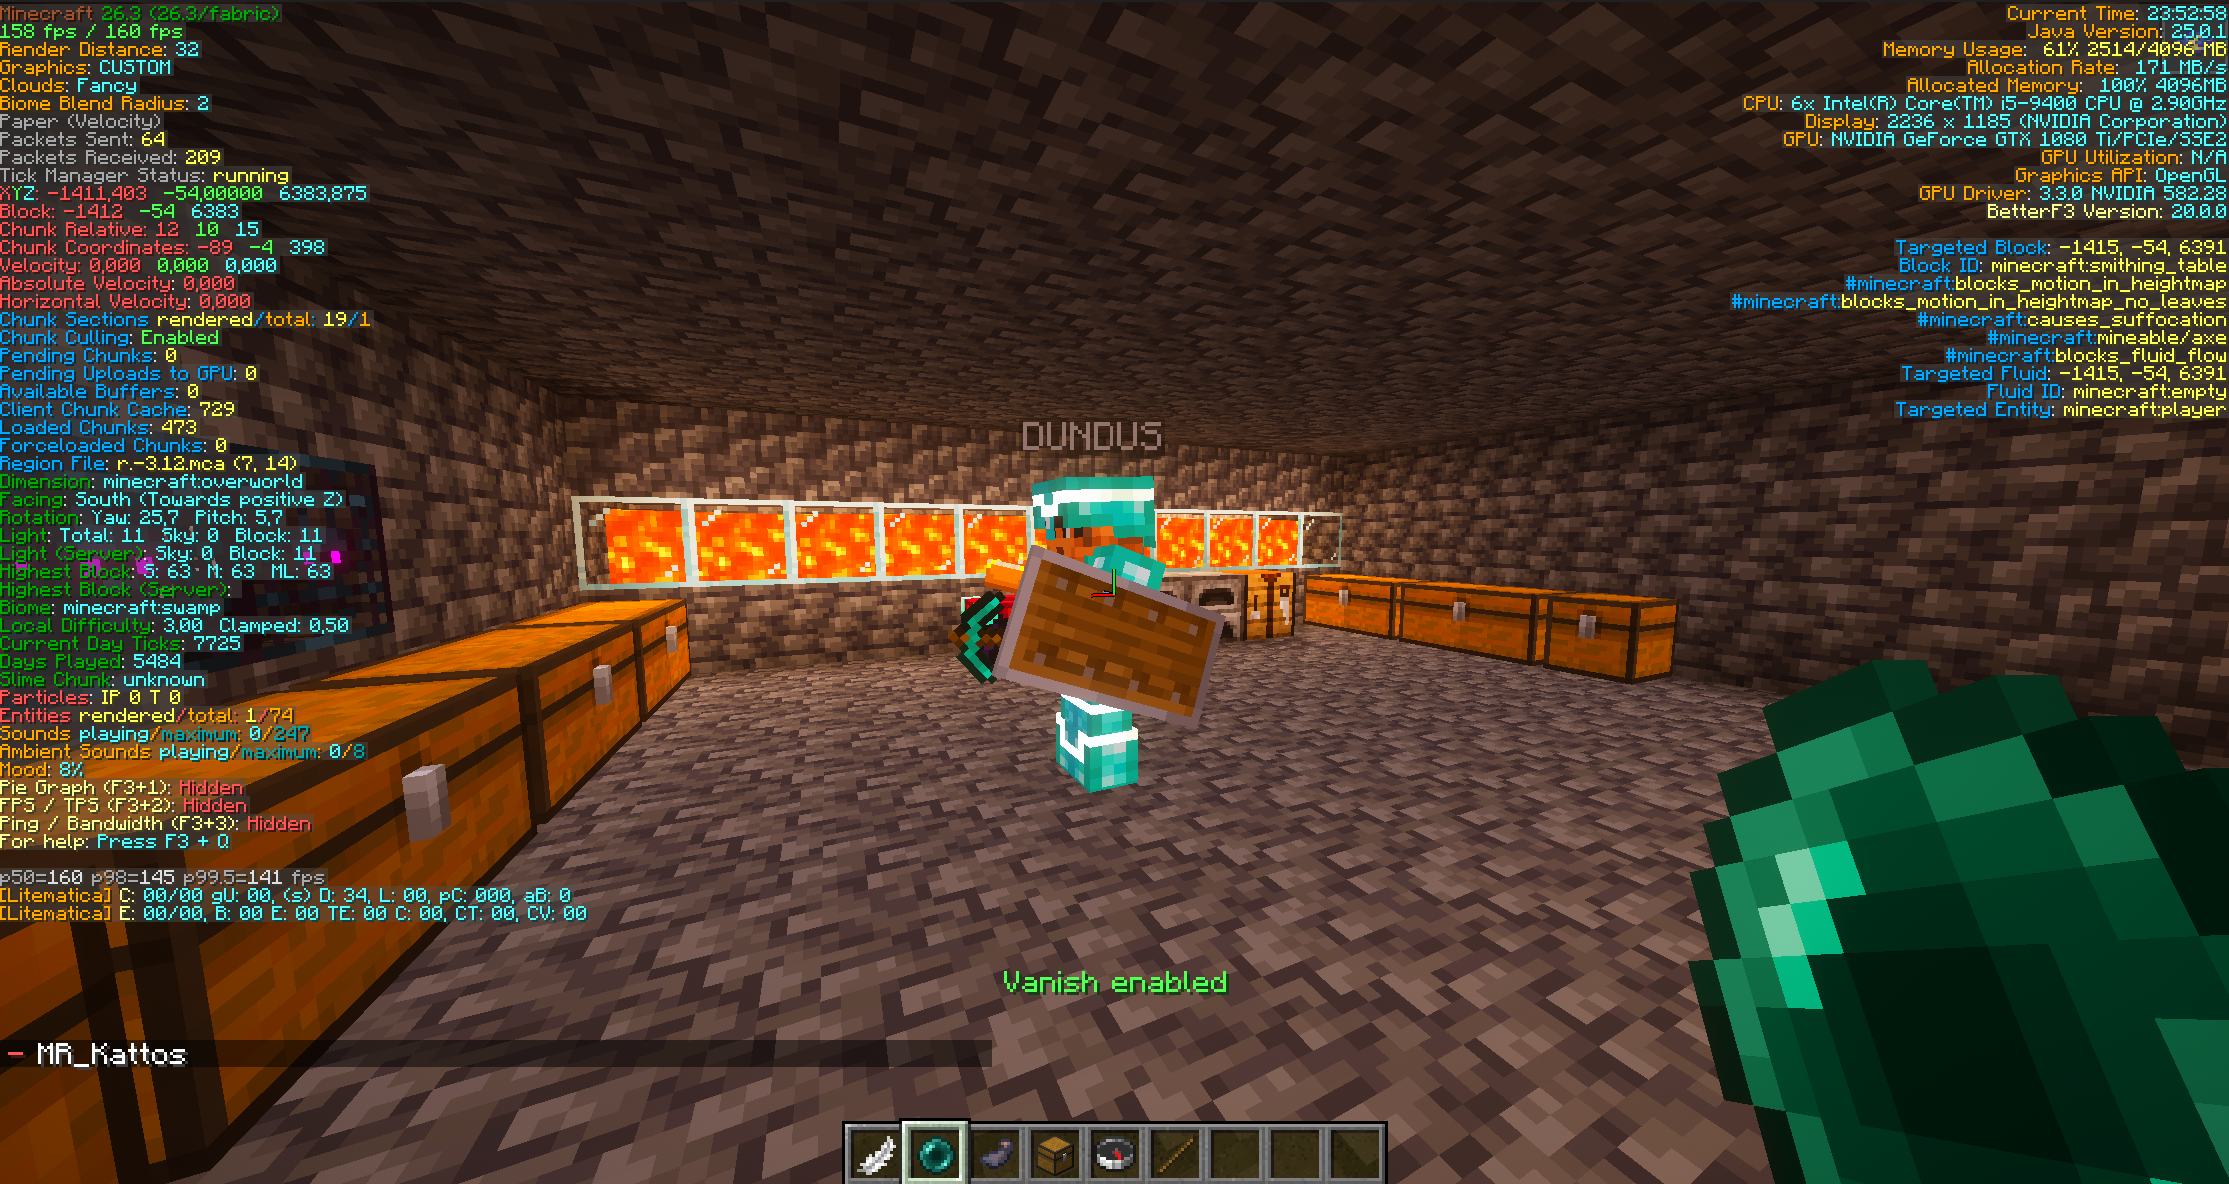 Minecraft 26.3 (26.3/fabric)
158 fps / 160 fps
Render Distance: 32
Graphics: CUSTOM
Clouds: Fancy
Biome Blend Radius: 2
Paper (Velocity)
Packets Sent: 64
Packets Received: 209
Tick Manager Status: running
XYZ: -1411,403 -54,00000 6383,875
Block: -1412 -54 6383
Chunk Relative: 12 10 15
Chunk Coordinates: -89 -4 398
Velocity: 0,000 0,000 0,000
Absolute Velocity: 0,000
Horizontal Velocity: 0,000
Chunk Sections rendered/total: 19/1
Chunk Culling: Enabled
Pending Chunks: 0
Pending Uploads to GPU: 0
Available Buffers: 0
Client Chunk Cache: 729
Loaded Chunks: 473
Forceloaded Chunks: 0
Region File: r.-3.12.mca (7, 14)
Dimension: minecraft:overworld
Facing: South (Towards positive Z)
Rotation: Yaw: 25,7 Pitch: 5,7
Light: Total: 11 Sky: 0 Block: 11
Light (Server): Sky: 0 Block: 11
Highest Block: S: 63 M: 63 ML: 63
Highest Block (Server):
Biome: minecraft:swamp
Local Difficulty: 3,00 Clamped: 0,50
Current Day Ticks: 7725
Days Played: 5484
Slime Chunk: unknown
Particles: IP 0 T 0
Entities rendered/total: 1/74
Sounds playing/maximum: 0/247
Ambient Sounds playing/maximum: 0/8
Mood: 8%
Pie Graph (F3+1): Hidden
FPS / TPS (F3+2): Hidden
Ping / Bandwidth (F3+3): Hidden
For help: Press F3 + Q
p50=160 p98=145 p99.5=141 fps
[Litematica] C: 00/00 gU: 00, (s) D: 34, L: 00, pC: 000, aB: 0
[Litematica] E: 00/00, B: 00 E: 00 TE: 00 C: 00, CT: 00, CV: 00
Current Time: 23:52:58
Java Version: 25.0.1
Memory Usage: 61% 2514/4096 MB
Allocation Rate: 171 MB/s
Allocated Memory: 100% 4096MB
CPU: 6x Intel(R) Core(TM) i5-9400 CPU @ 2.90GHz
Display: 2236 x 1185 (NVIDIA Corporation)
GPU: NVIDIA GeForce GTX 1080 Ti/PCIe/SSE2
GPU Utilization: N/A
Graphics API: OpenGL
GPU Driver: 3.3.0 NVIDIA 582.28
BetterF3 Version: 20.0.0
Targeted Block: -1415, -54, 6391
Block ID: minecraft:smithing_table
#minecraft:blocks_motion_in_heightmap
#minecraft:blocks_motion_in_heightmap_no_leaves
#minecraft:causes_suffocation
#minecraft:mineable/axe
#minecraft:blocks_fluid_flow
Targeted Fluid: -1415, -54, 6391
Fluid ID: minecraft:empty
Targeted Entity: minecraft:player
DUNDUS
Vanish enabled
- MR_Kattos